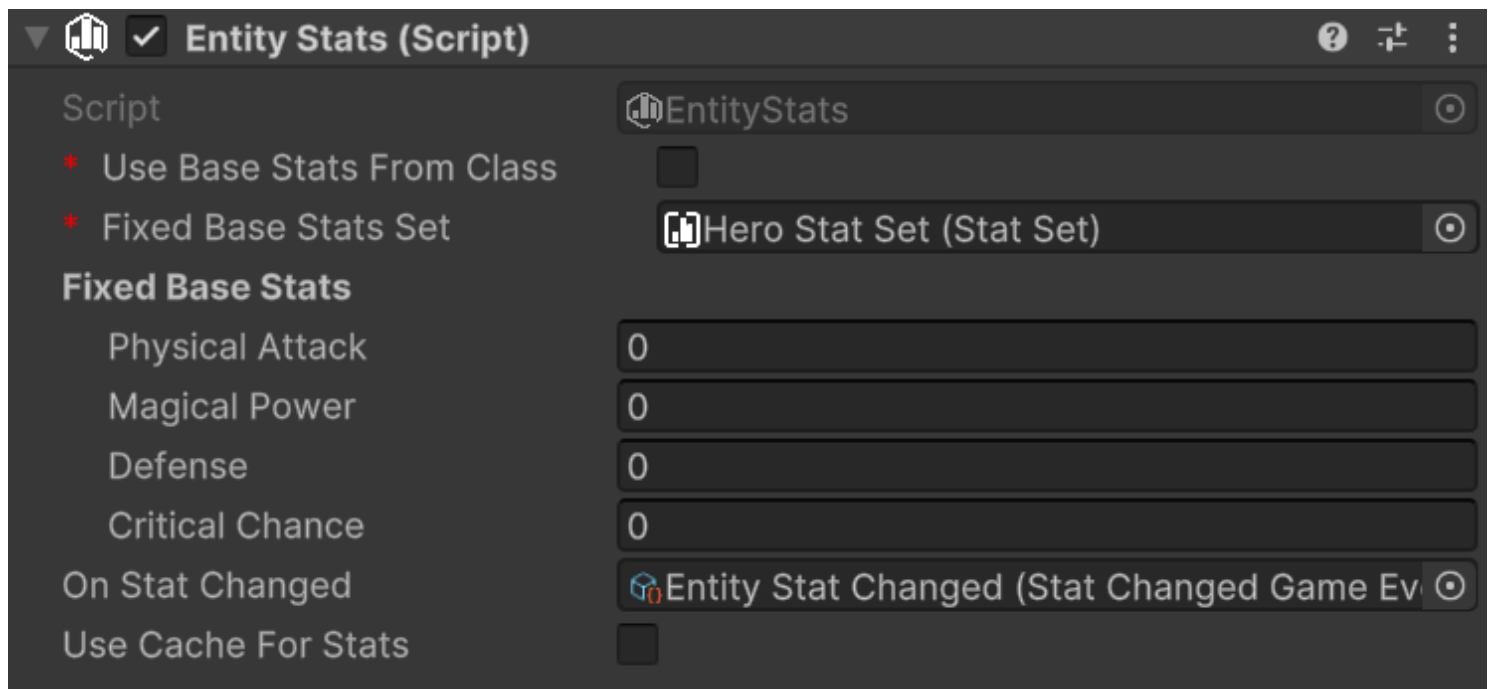 Entity Stats (Script)
Script EntityStats
* Use Base Stats From Class
* Fixed Base Stats Set Hero Stat Set (Stat Set)
Fixed Base Stats
Physical Attack 0
Magical Power 0
Defense 0
Critical Chance 0
On Stat Changed Entity Stat Changed (Stat Changed Game Ev
Use Cache For Stats